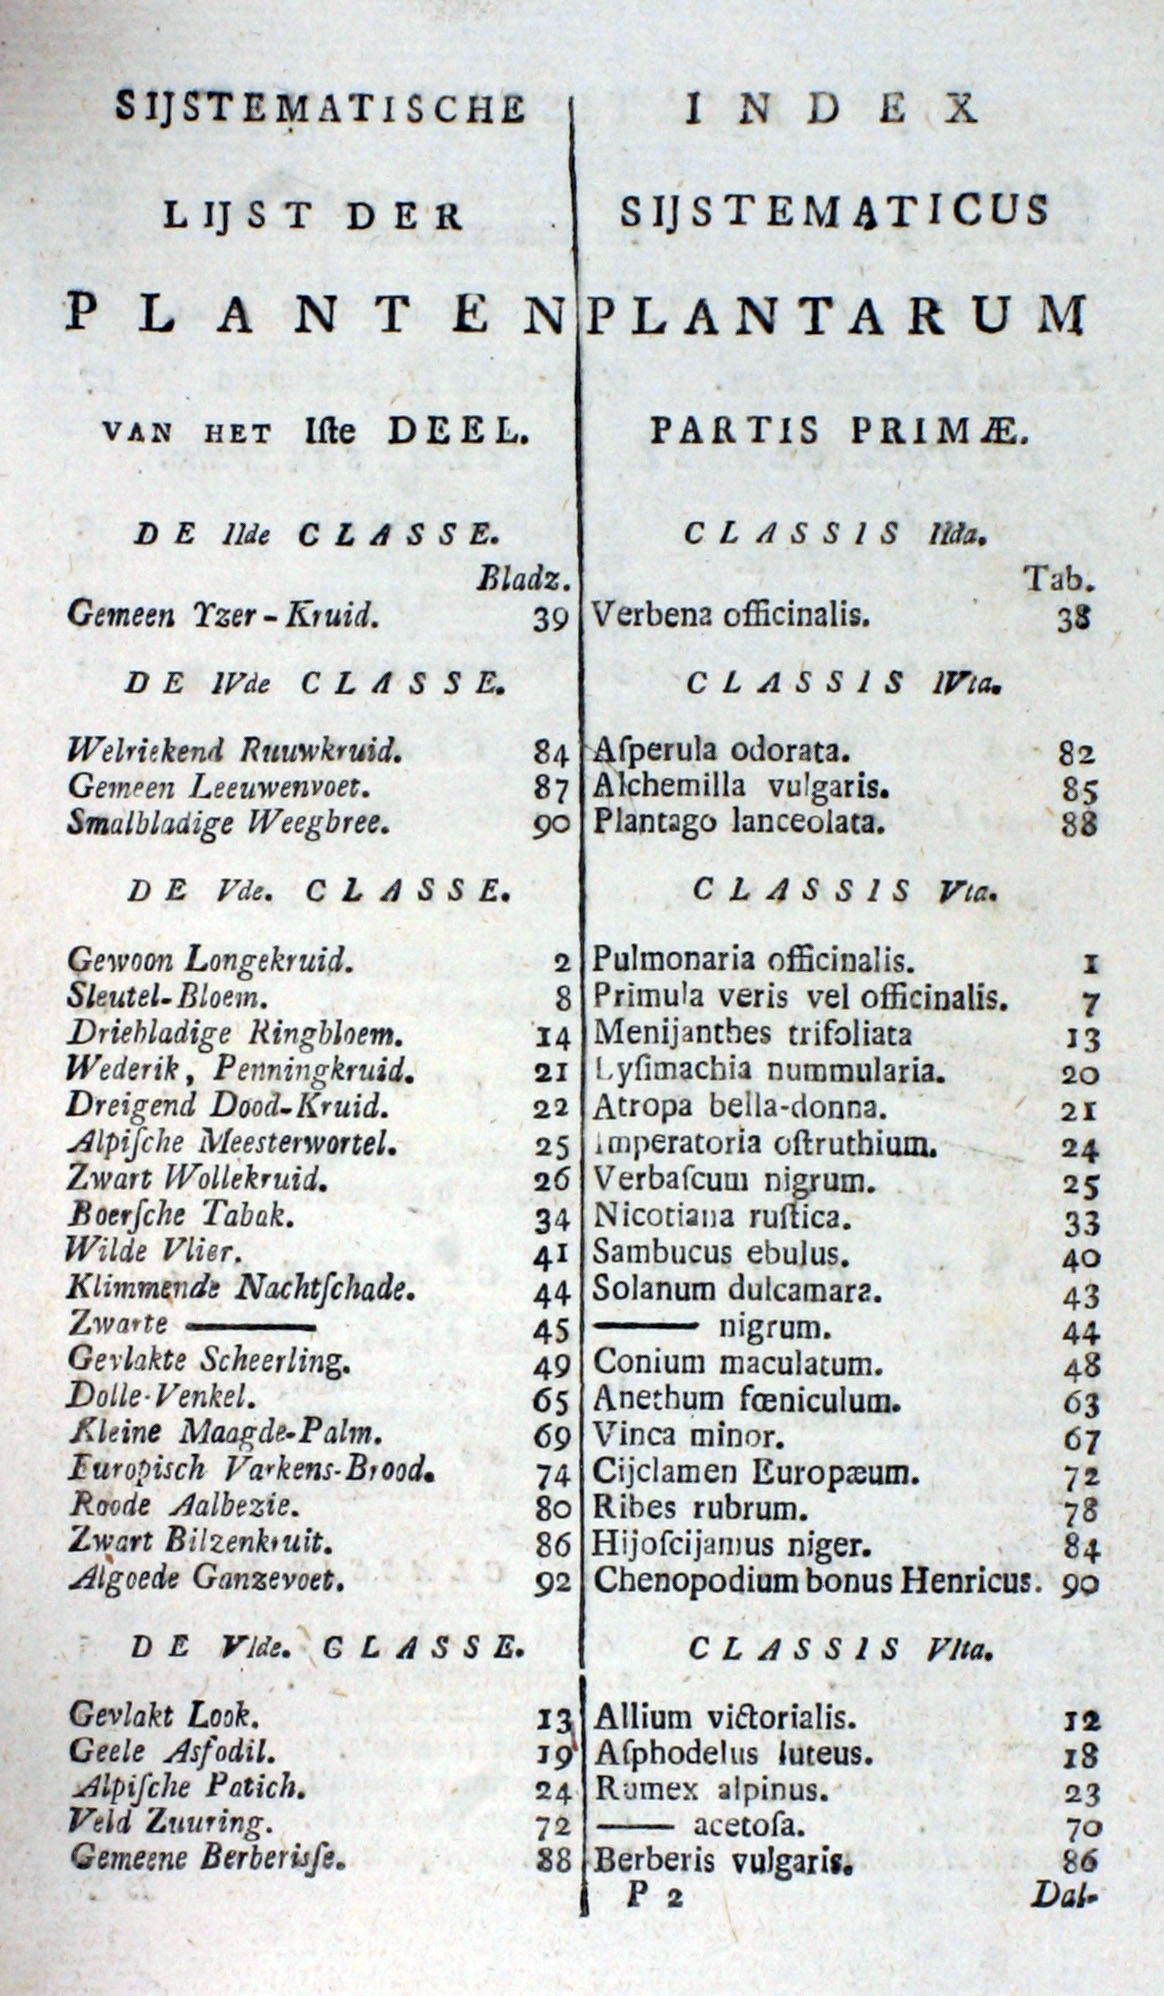 SIJSTEMATISCHE
LIJST DER
PLANTEN
VAN HET Iſte DEEL.
DE IIde CLASSE.
Bladz.
Gemeen Yzer-Kruid. 39
DE IVde CLASSE.
Welriekend Ruuwkruid. 84
Gemeen Leeuwenvoet. 87
Smalbladige Weegbree. 90
DE Vde. CLASSE.
Gewoon Longekruid. 2
Sleutel-Bloem. 8
Driebladige Ringbloem. 14
Wederik, Penningkruid. 21
Dreigend Dood-Kruid. 22
Alpiſche Meesterwortel. 25
Zwart Wollekruid. 26
Boerſche Tabak. 34
Wilde Vlier. 41
Klimmende Nachtſchade. 44
Zwarte ——— 45
Gevlakte Scheerling. 49
Dolle-Venkel. 65
Kleine Maagde-Palm. 69
Europisch Varkens-Brood. 74
Roode Aalbezie. 80
Zwart Bilzenkruit. 86
Algoede Ganzevoet. 92
DE VIde. CLASSE.
Gevlakt Look. 13
Geele Asfodil. 19
Alpiſche Patich. 24
Veld Zuuring. 72
Gemeene Berberisſe. 88
INDEX
SIJSTEMATICUS
PLANTARUM
PARTIS PRIMÆ.
CLASSIS IIda.
Tab.
Verbena officinalis. 38
CLASSIS IVta.
Aſperula odorata. 82
Alchemilla vulgaris. 85
Plantago lanceolata. 88
CLASSIS Vta.
Pulmonaria officinalis. 1
Primula veris vel officinalis. 7
Menijanthes trifoliata 13
Lyſimachia nummularia. 20
Atropa bella-donna. 21
Imperatoria oſtruthium. 24
Verbaſcum nigrum. 25
Nicotiana ruſtica. 33
Sambucus ebulus. 40
Solanum dulcamara. 43
——— nigrum. 44
Conium maculatum. 48
Anethum fœniculum. 63
Vinca minor. 67
Cijclamen Europæum. 72
Ribes rubrum. 78
Hijoſcijamus niger. 84
Chenopodium bonus Henricus. 90
CLASSIS VIta.
Allium victorialis. 12
Aſphodelus luteus. 18
Rumex alpinus. 23
——— acetoſa. 70
Berberis vulgaris. 86
P 2 Dal-